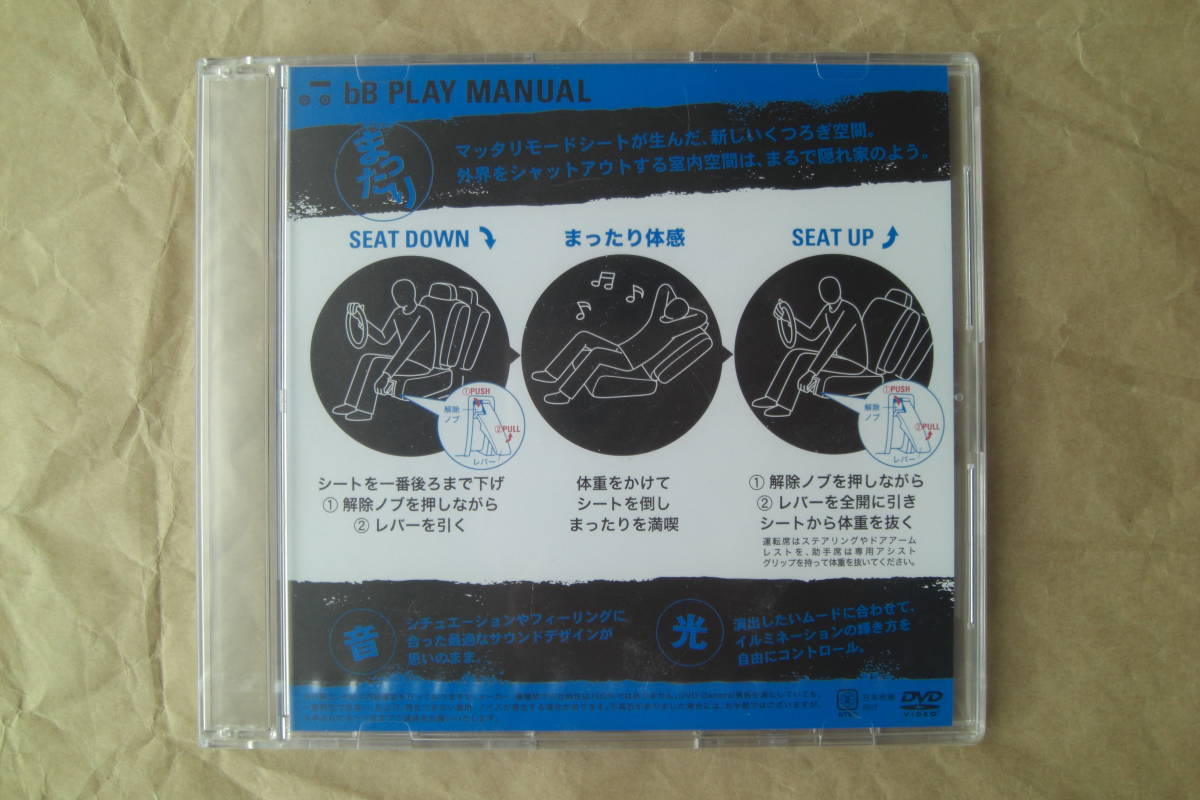 bB PLAY MANUAL
まったり
マッタリモードシートが生んだ、新しいくつろぎ空間。
外界をシャットアウトする室内空間は、まるで隠れ家のよう。
SEAT DOWN
まったり体感
SEAT UP
①PUSH
解除
ノブ
②PULL
レバー
①PUSH
解除
ノブ
②PULL
レバー
シートを一番後ろまで下げ
① 解除ノブを押しながら
② レバーを引く
体重をかけて
シートを倒し
まったりを満喫
① 解除ノブを押しながら
② レバーを全開に引き
シートから体重を抜く
運転席はステアリングやドアアーム
レストを、助手席は専用アシスト
グリップを持って体重を抜いてください。
音
シチュエーションやフィーリングに
合った最適なサウンドデザインが
思いのまま。
光
演出したいムードに合わせて、
イルミネーションの輝き方を
自由にコントロール。
DVD
VIDEO